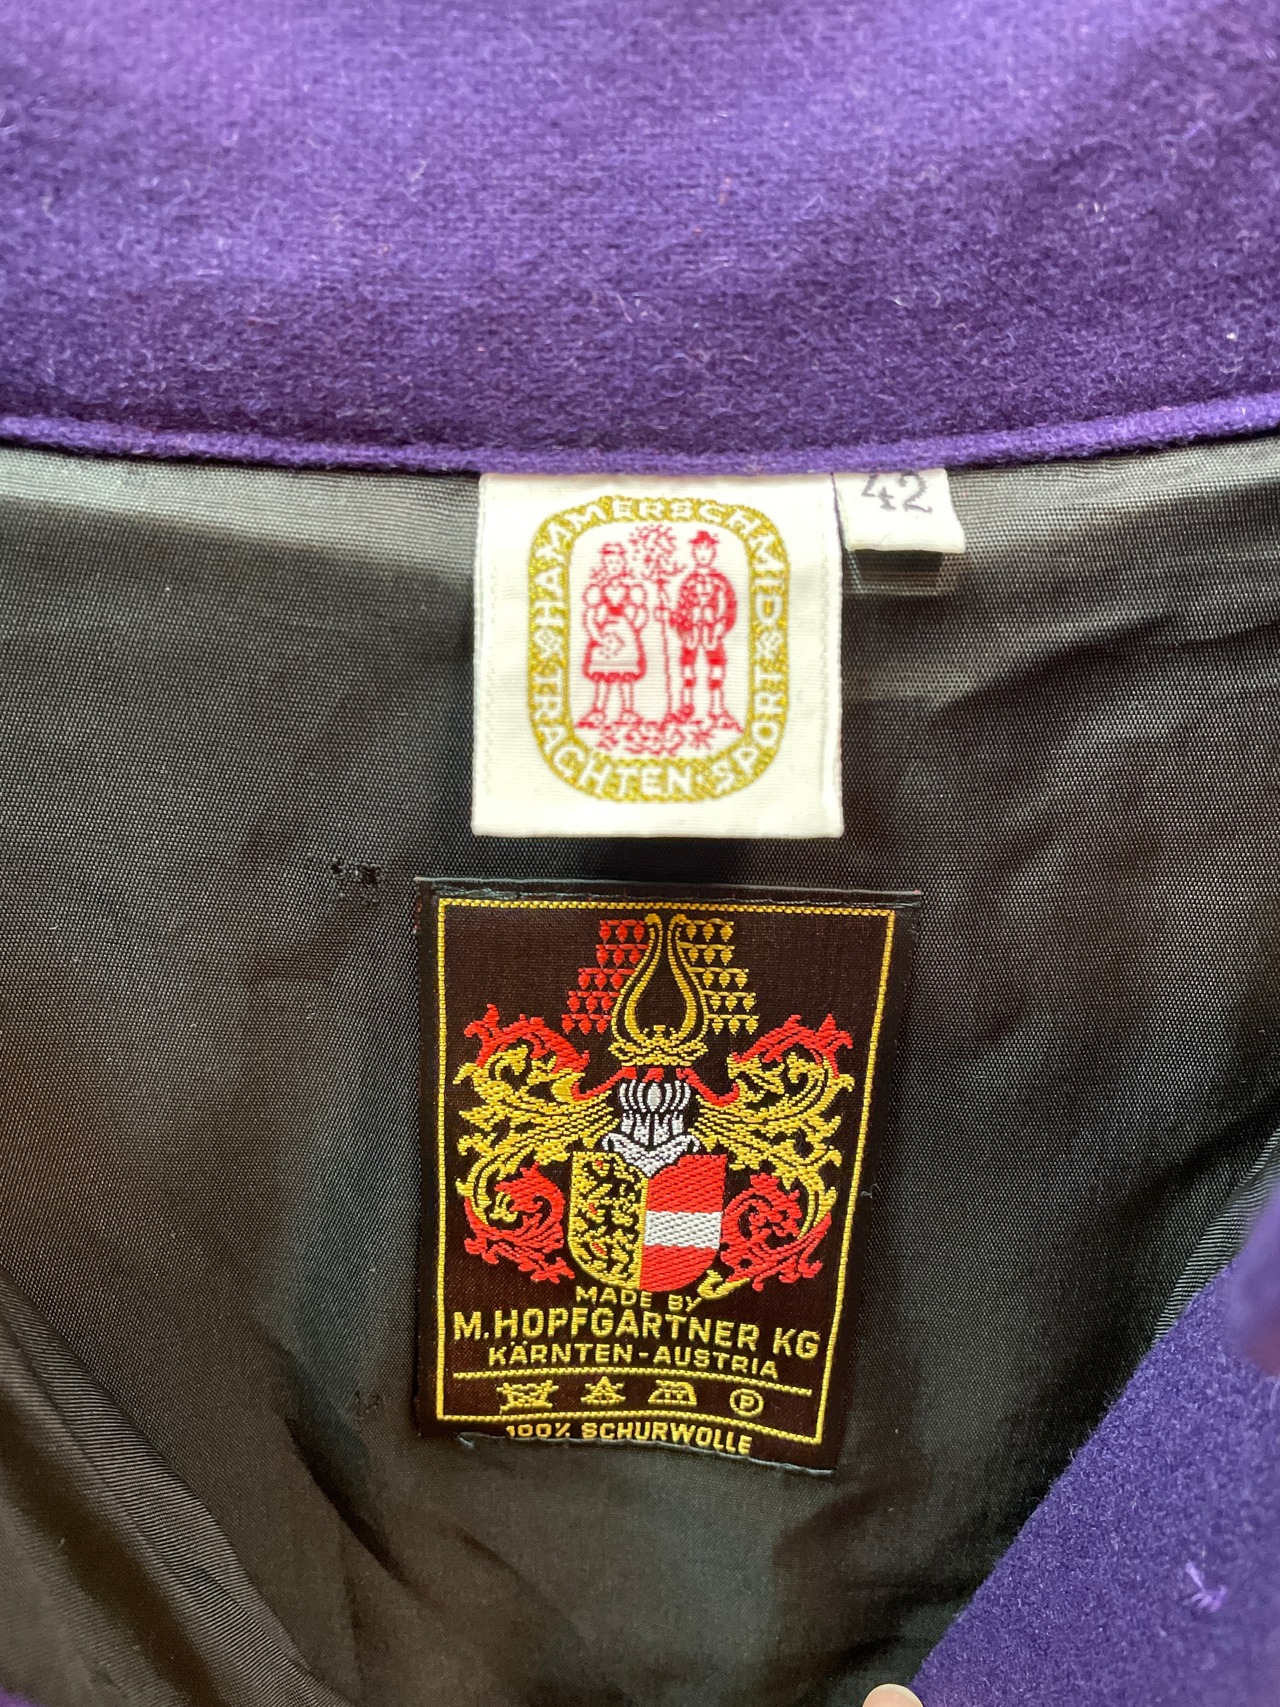 HAMMERSCHMID
TRACHTEN·SPORT
42
MADE BY
M.HOPFGARTNER KG
KÄRNTEN-AUSTRIA
P
100% SCHURWOLLE